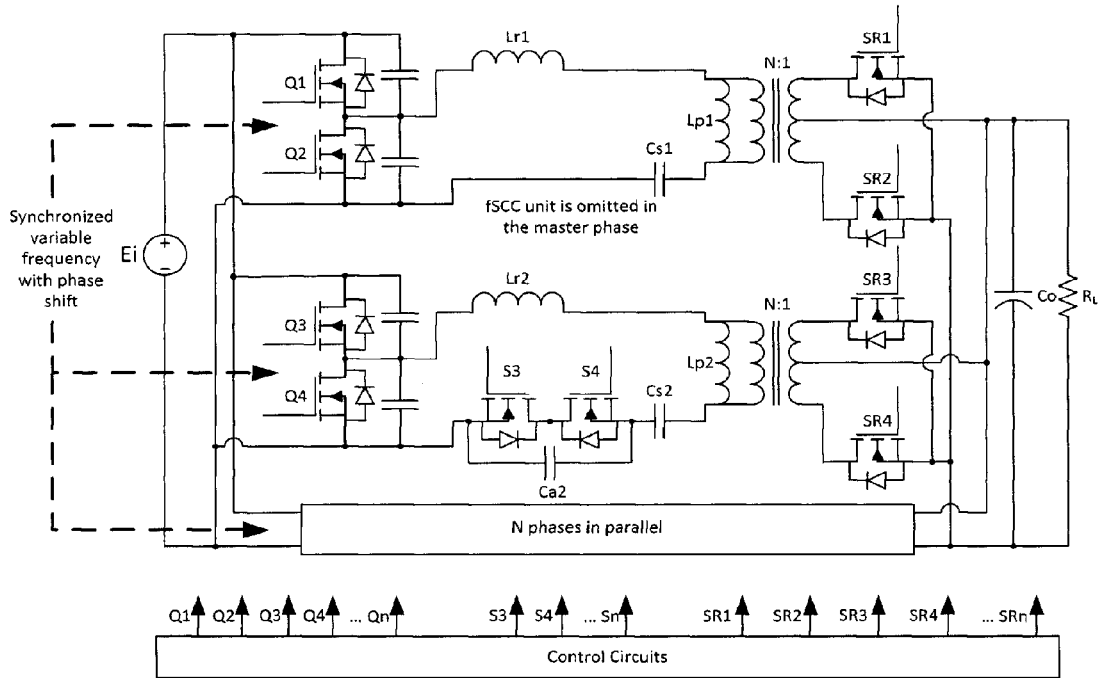 Lr1
SR1
Q1
N:1
Lp1
Q2
Cs1
SR2
fSCC unit is omitted in
the master phase
Synchronized
variable
frequency
with phase
shift
Ei
Lr2
SR3
Q3
N:1
Co
RL
S3
S4
Lp2
Q4
Cs2
SR4
Ca2
N phases in parallel
Q1 Q2 Q3 Q4 ... Qn S3 S4 ... Sn SR1 SR2 SR3 SR4 ... SRn
Control Circuits